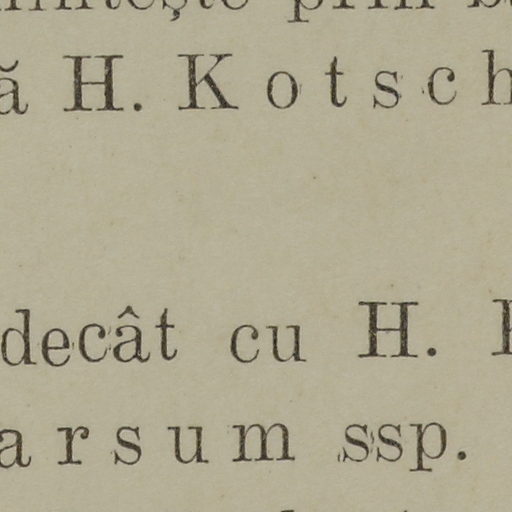 ă H. Kotsch
decât cu H.
arsum ssp.